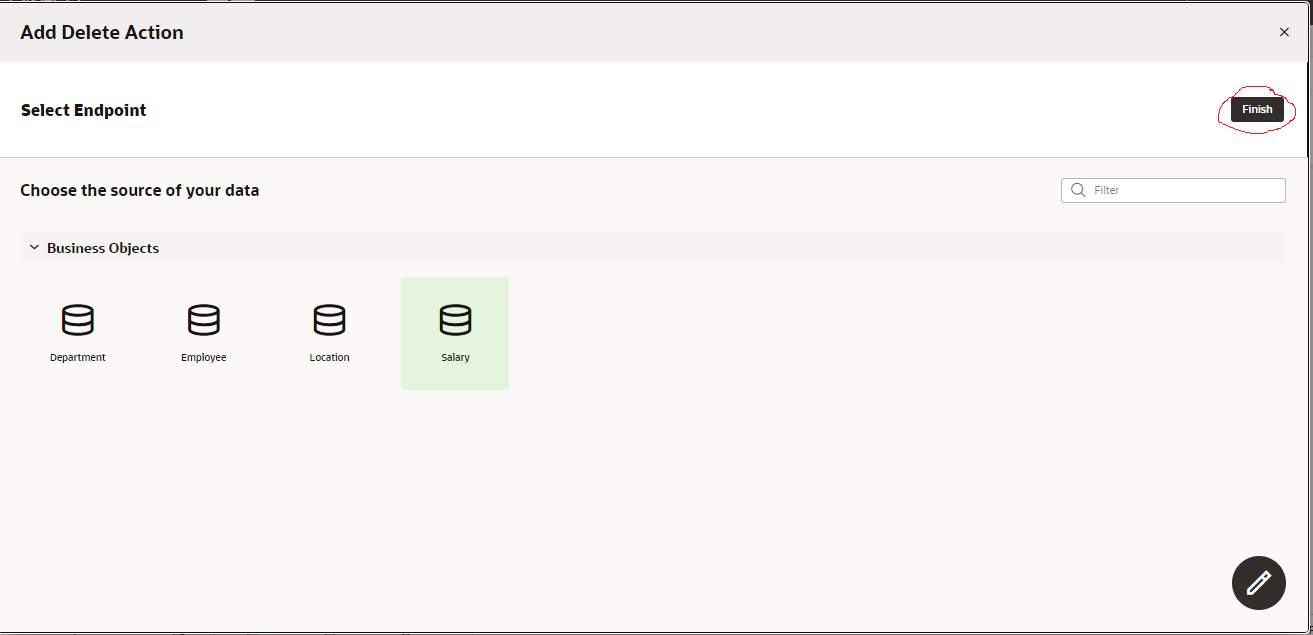 Add Delete Action
Select Endpoint
Finish
Choose the source of your data
Filter
Business Objects
Department
Employee
Location
Salary